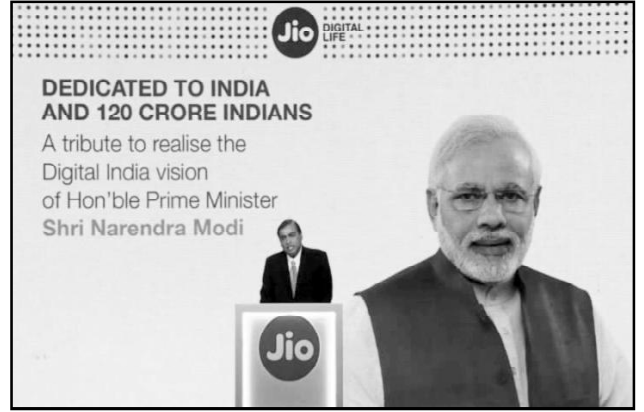 Jio DIGITAL
LIFE
DEDICATED TO INDIA
AND 120 CRORE INDIANS
A tribute to realise the
Digital India vision
of Hon'ble Prime Minister
Shri Narendra Modi
Jio